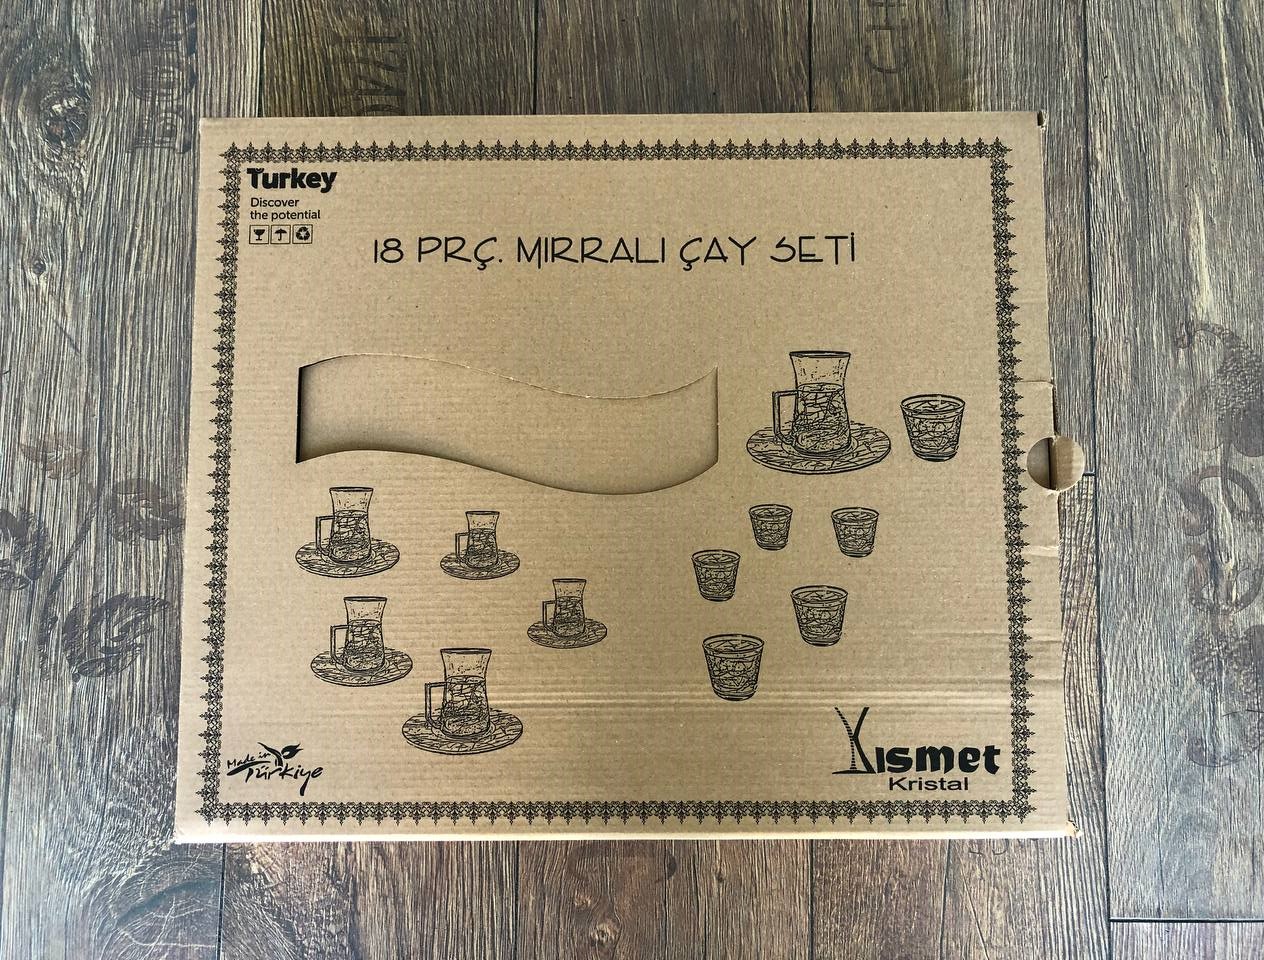 Turkey
Discover
the potential
18 PRÇ. MIRRALI ÇAY SETİ
Made in
Türkiye
Kısmet
Kristal